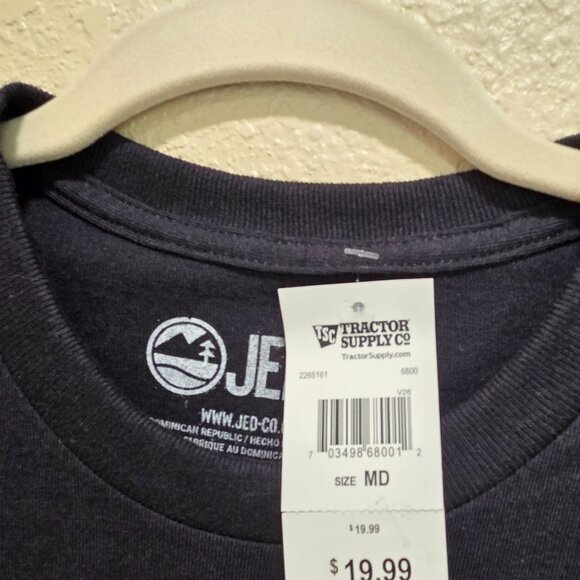 TSC TRACTOR
SUPPLY CO
TractorSupply.com
2265161 6800
V26
7 03498 68001 2
SIZE MD
$19.99
$19.99
JE
WWW.JED-CO.
DOMINICAN REPUBLIC / HECHO
FABRIQUE AU DOMINICA